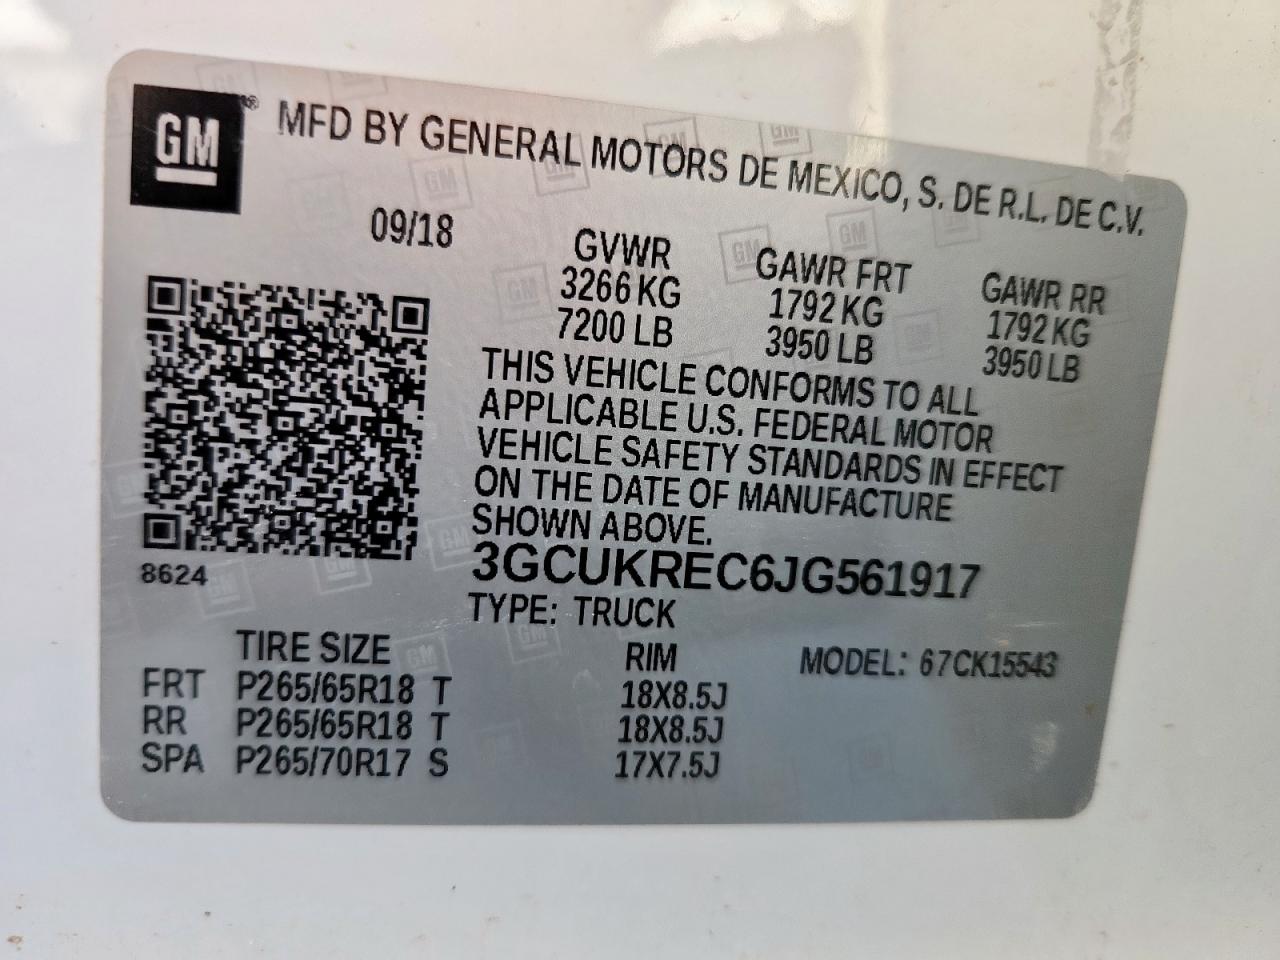 GM® MFD BY GENERAL MOTORS DE MEXICO, S. DE R.L. DE C.V.
09/18
GVWR GAWR FRT GAWR RR
3266 KG 1792 KG 1792 KG
7200 LB 3950 LB 3950 LB
THIS VEHICLE CONFORMS TO ALL
APPLICABLE U.S. FEDERAL MOTOR
VEHICLE SAFETY STANDARDS IN EFFECT
ON THE DATE OF MANUFACTURE
SHOWN ABOVE.
8624
3GCUKREC6JG561917
TYPE: TRUCK
TIRE SIZE RIM MODEL: 67CK15543
FRT P265/65R18 T 18X8.5J
RR P265/65R18 T 18X8.5J
SPA P265/70R17 S 17X7.5J